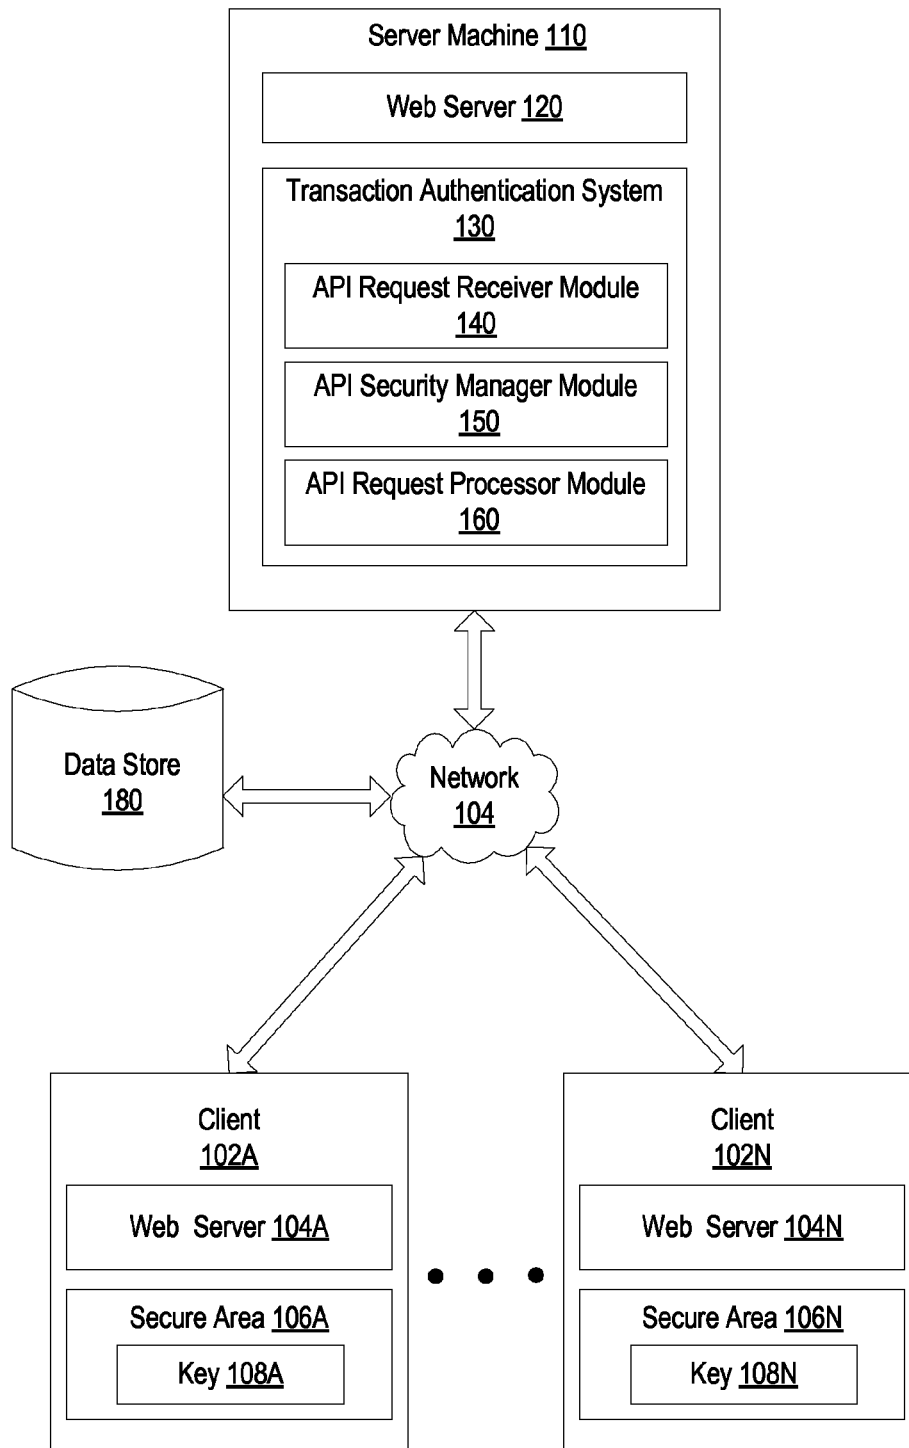 Server Machine 110
Web Server 120
Transaction Authentication System
130
API Request Receiver Module
140
API Security Manager Module
150
API Request Processor Module
160
Data Store
180
Network
104
Client
102A
Web Server 104A
Secure Area 106A
Key 108A
Client
102N
Web Server 104N
Secure Area 106N
Key 108N